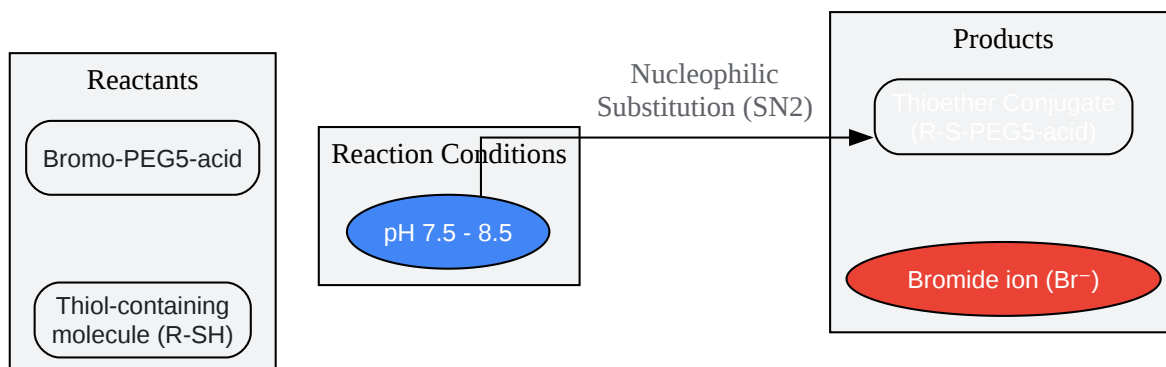 Reactants
Bromo-PEG5-acid
Thiol-containing
molecule (R-SH)
Reaction Conditions
pH 7.5 - 8.5
Nucleophilic
Substitution (SN2)
Products
Thioether Conjugate
(R-S-PEG5-acid)
Bromide ion (Br⁻)